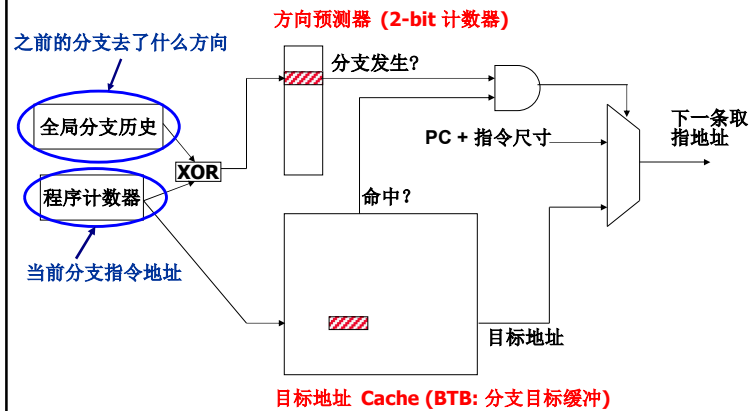 方向预测器 (2-bit 计数器)
之前的分支去了什么方向
分支发生?
全局分支历史
XOR
PC + 指令尺寸
下一条取
指地址
程序计数器
命中?
当前分支指令地址
目标地址
目标地址 Cache (BTB: 分支目标缓冲)